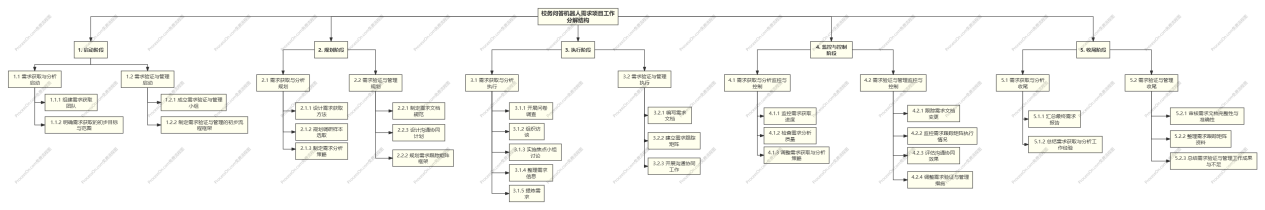 校务问答机器人需求项目工作
分解结构
1. 启动阶段
2. 规划阶段
3. 执行阶段
4. 监控与控制
阶段
5. 收尾阶段
1.1 需求获取与分析
启动
1.2 需求验证与管理
启动
2.1 需求获取与分析
规划
2.2 需求验证与管理
规划
3.1 需求获取与分析
执行
3.2 需求验证与管理
执行
4.1 需求获取与分析监控与
控制
4.2 需求验证与管理监控与
控制
5.1 需求获取与分析
收尾
5.2 需求验证与管理
收尾
1.1.1 组建需求获取
团队
1.1.2 明确需求获取的初步目标
与范围
1.2.1 成立需求验证与管理
小组
1.2.2 制定需求验证与管理的初步流
程框架
2.1.1 设计需求获取
方法
2.1.2 规划调研样本
选取
2.1.3 制定需求分析
策略
2.2.1 制定需求文档
规范
2.2.3 设计沟通协同
计划
2.2.2 规划需求跟踪矩阵
框架
3.1.1 开展问卷
调查
3.1.2 组织访
谈
3.1.3 实施焦点小组
讨论
3.1.4 整理需求
信息
3.1.5 提炼需
求
3.2.1 编写需求
文档
3.2.2 建立需求跟踪
矩阵
3.2.3 开展沟通协同
工作
4.1.1 监控需求获取
进度
4.1.2 检查需求分析
质量
4.1.3 调整需求获取与分析
策略
4.2.1 跟踪需求文档
变更
4.2.2 监控需求跟踪矩阵执行
情况
4.2.3 评估沟通协同
效果
4.2.4 调整需求验证与管理
措施
5.1.1 汇总最终需求
报告
5.1.2 总结需求获取与分析工
作经验
5.2.1 审核需求文档完整性与
准确性
5.2.2 整理需求跟踪矩阵
资料
5.2.3 总结需求验证与管理工作成果
与不足